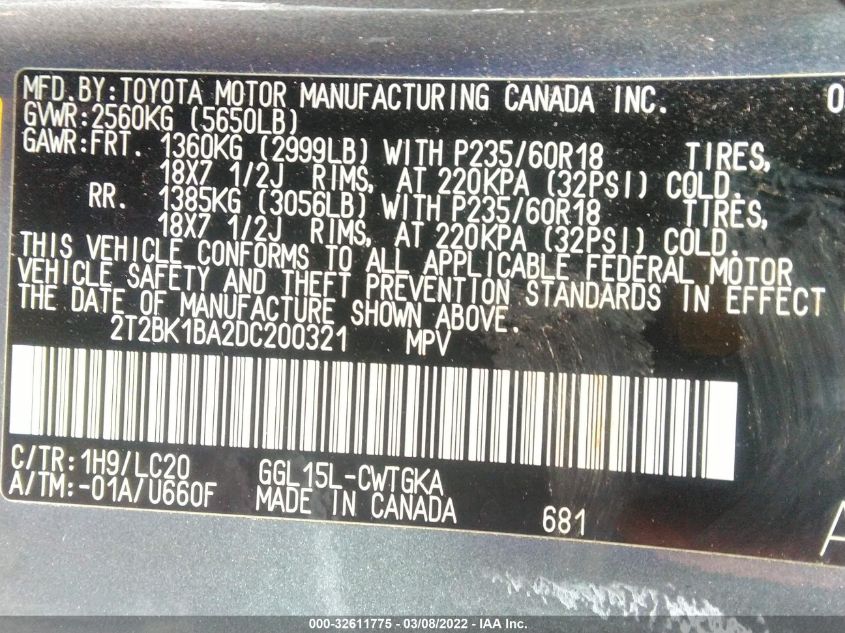 MFD.BY:TOYOTA MOTOR MANUFACTURING CANADA INC.
GVWR:2560KG (5650LB)
GAWR:FRT. 1360KG (2999LB) WITH P235/60R18 TIRES,
18X7 1/2J RIMS, AT 220KPA (32PSI) COLD.
RR. 1385KG (3056LB) WITH P235/60R18 TIRES,
18X7 1/2J RIMS, AT 220KPA (32PSI) COLD.
THIS VEHICLE CONFORMS TO ALL APPLICABLE FEDERAL MOTOR
VEHICLE SAFETY AND THEFT PREVENTION STANDARDS IN EFFECT
THE DATE OF MANUFACTURE SHOWN ABOVE.
2T2BK1BA2DC200321 MPV
C/TR:1H9/LC20 GGL15L-CWTGKA
A/TM:-01A/U660F MADE IN CANADA 681
000-32611775 - 03/08/2022 - IAA Inc.